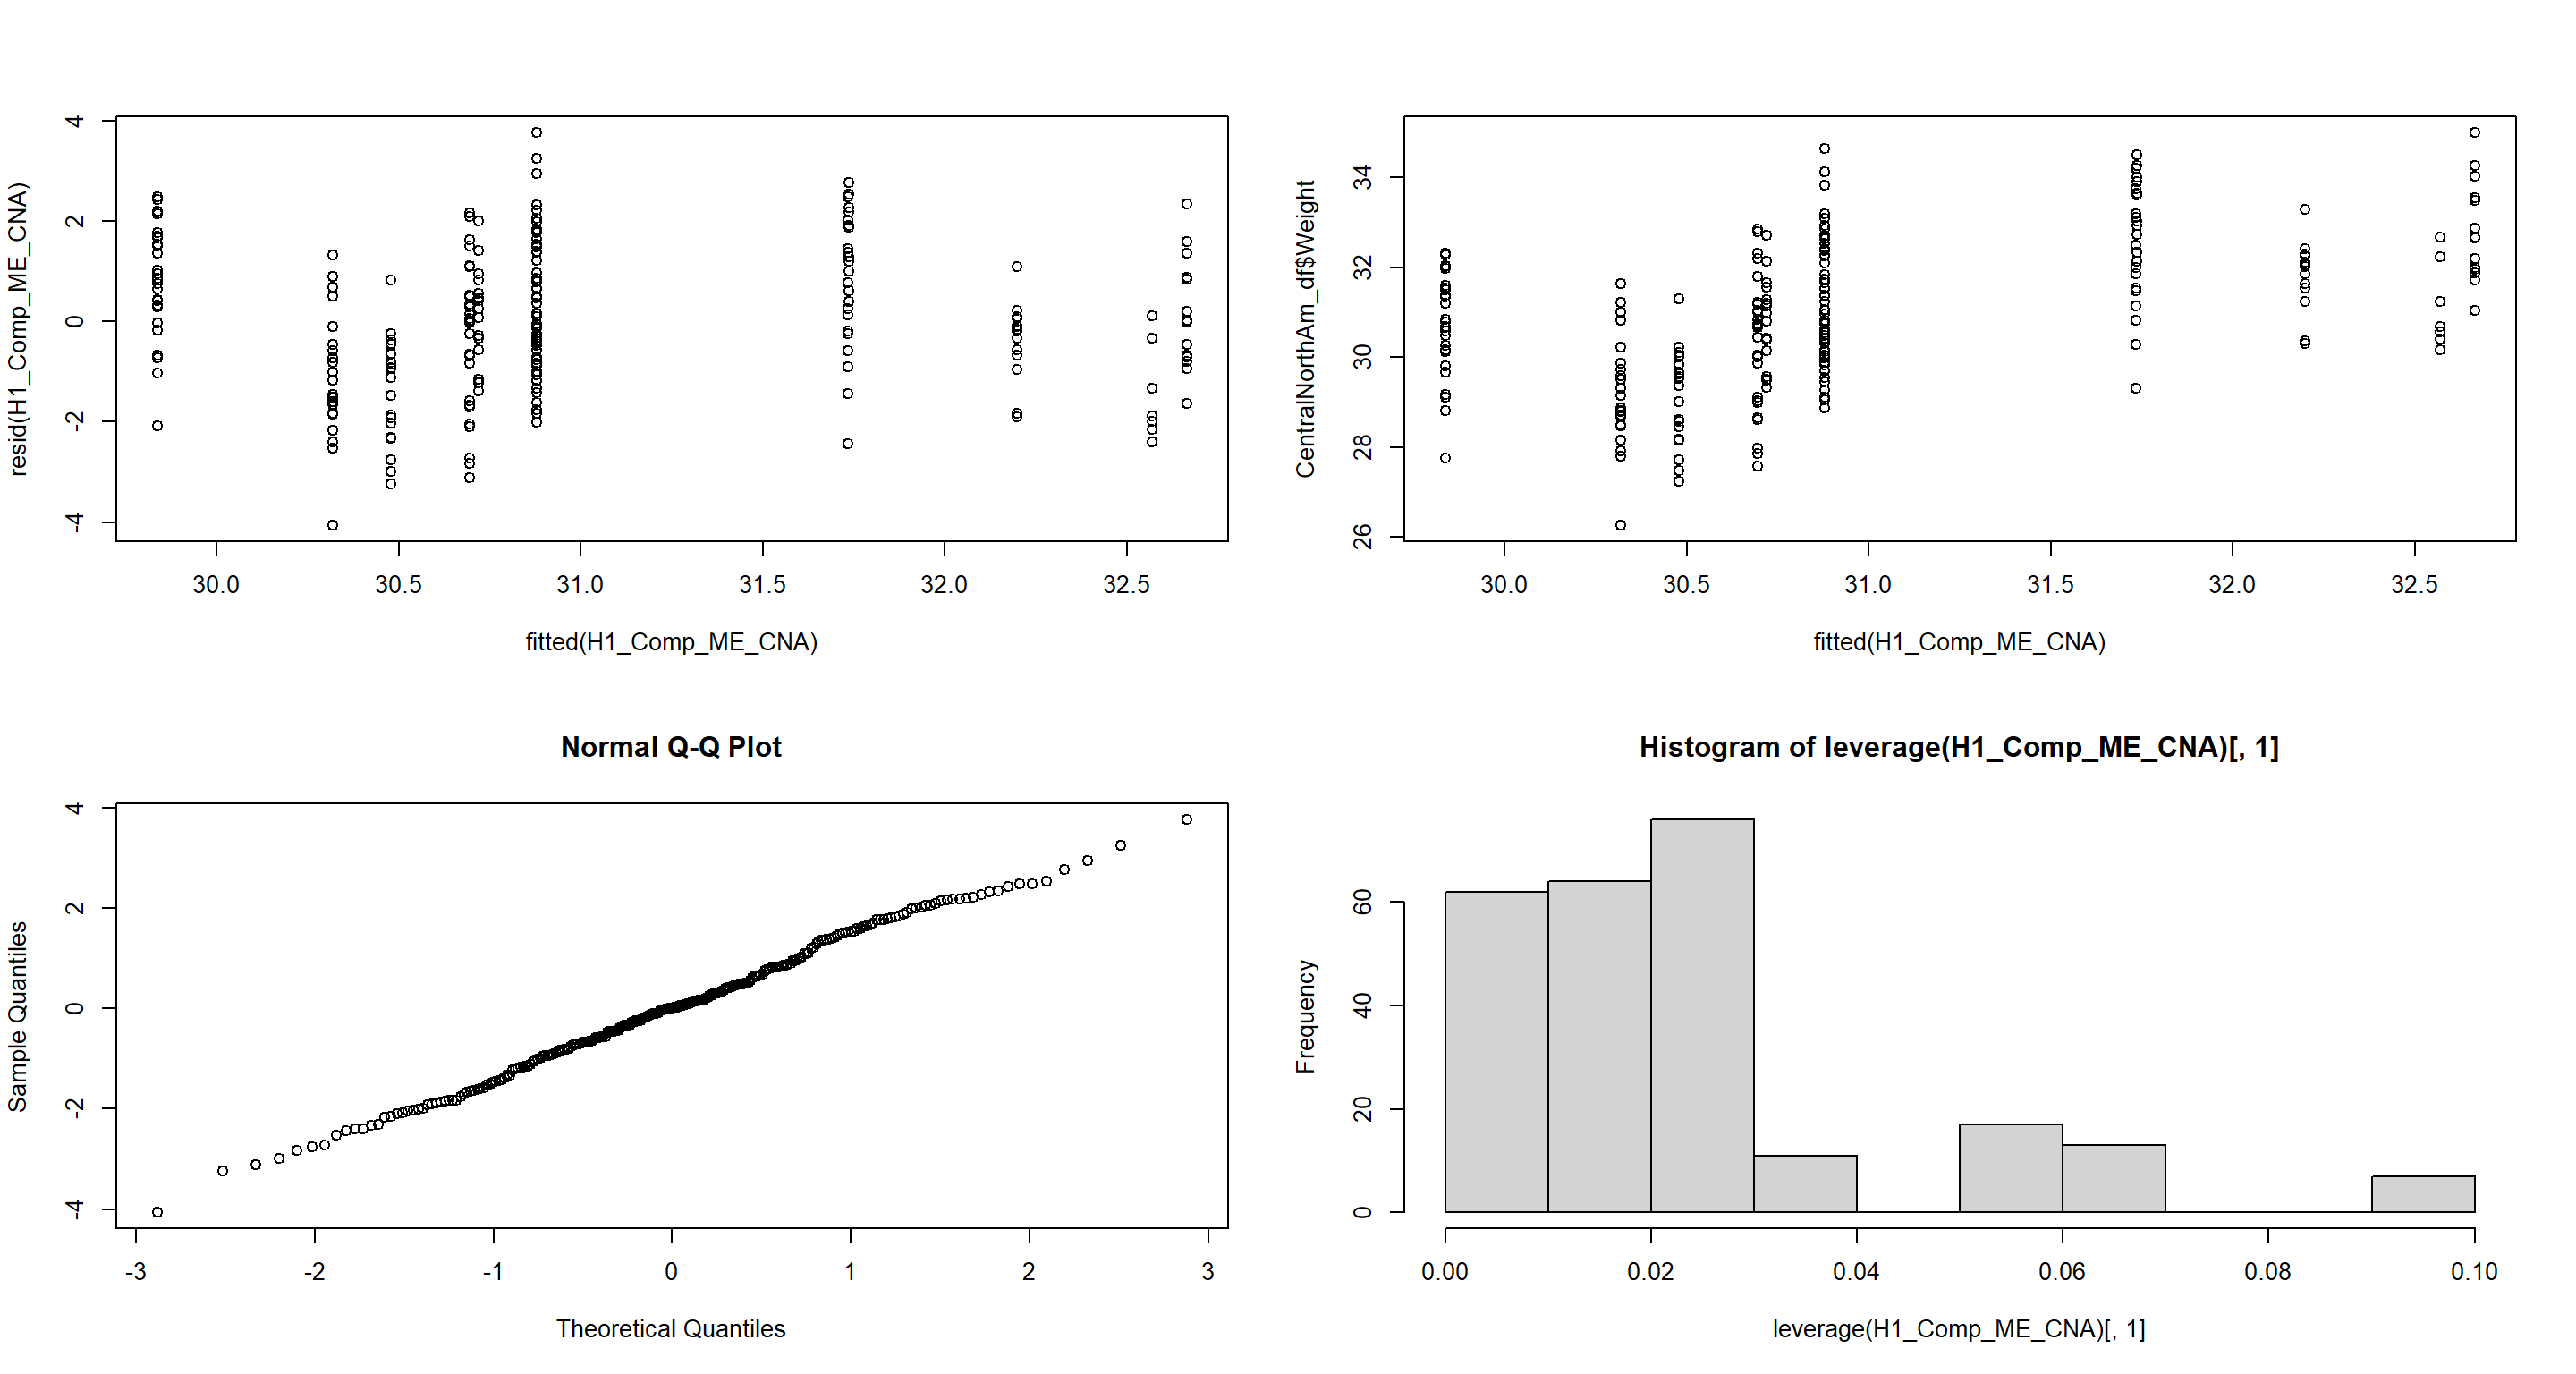 resid(H1_Comp_ME_CNA)
4
2
0
-2
-4
30.0 30.5 31.0 31.5 32.0 32.5
fitted(H1_Comp_ME_CNA)
CentralNorthAm_df$Weight
34
32
30
28
26
30.0 30.5 31.0 31.5 32.0 32.5
fitted(H1_Comp_ME_CNA)
Normal Q-Q Plot
Sample Quantiles
4
2
0
-2
-4
-3 -2 -1 0 1 2 3
Theoretical Quantiles
Histogram of leverage(H1_Comp_ME_CNA)[, 1]
Frequency
60
40
20
0
0.00 0.02 0.04 0.06 0.08 0.10
leverage(H1_Comp_ME_CNA)[, 1]